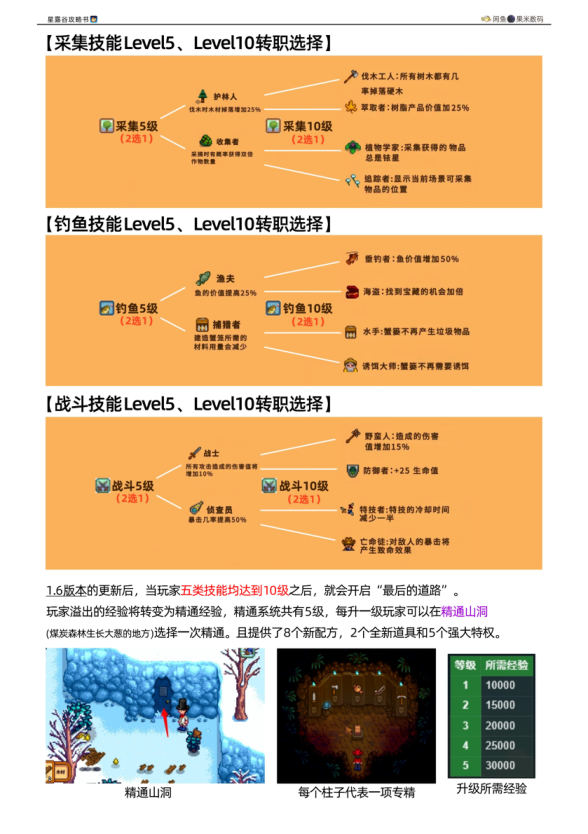 星露谷攻略书
闲鱼 果米数码
【采集技能Level5、Level10转职选择】
采集5级
(2选1)
护林人
伐木时木材掉落增加25%
收集者
采摘时有概率获得双倍
作物数量
采集10级
(2选1)
伐木工人:所有树木都有几
率掉落硬木
萃取者:树脂产品价值加25%
植物学家:采集获得的 物品
总是铱星
追踪者:显示当前场景可采集
物品的位置
【钓鱼技能Level5、Level10转职选择】
钓鱼5级
(2选1)
渔夫
鱼的价值提高25%
捕猎者
建造蟹笼所需的
材料用量会减少
钓鱼10级
(2选1)
垂钓者:鱼价值增加50%
海盗:找到宝藏的机会加倍
水手:蟹篓不再产生垃圾物品
诱饵大师:蟹篓不再需要诱饵
【战斗技能Level5、Level10转职选择】
战斗5级
(2选1)
战士
所有攻击造成的伤害值将
增加10%
侦查员
暴击几率提高50%
战斗10级
(2选1)
野蛮人:造成的伤害
值增加15%
防御者:+25 生命值
特技者:特技的冷却时间
减少一半
亡命徒:对敌人的暴击将
产生致命效果
1.6版本的更新后，当玩家五类技能均达到10级之后，就会开启“最后的道路”。
玩家溢出的经验将转变为精通经验，精通系统共有5级，每升一级玩家可以在精通山洞
(煤炭森林生长大葱的地方)选择一次精通。且提供了8个新配方，2个全新道具和5个强大特权。
等级 所需经验
1 10000
2 15000
3 20000
4 25000
5 30000
精通山洞
每个柱子代表一项专精
升级所需经验